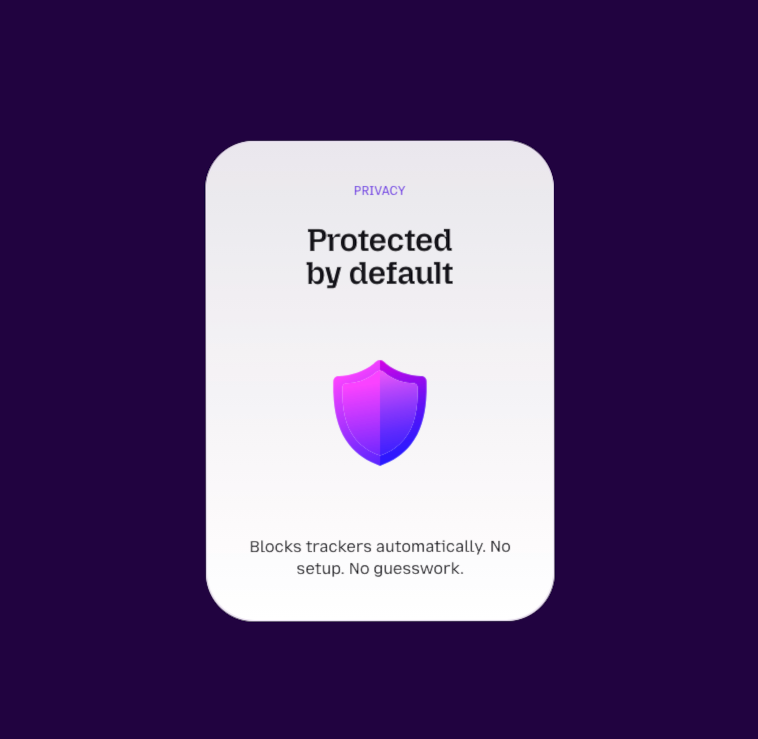 PRIVACY
Protected
by default
Blocks trackers automatically. No
setup. No guesswork.